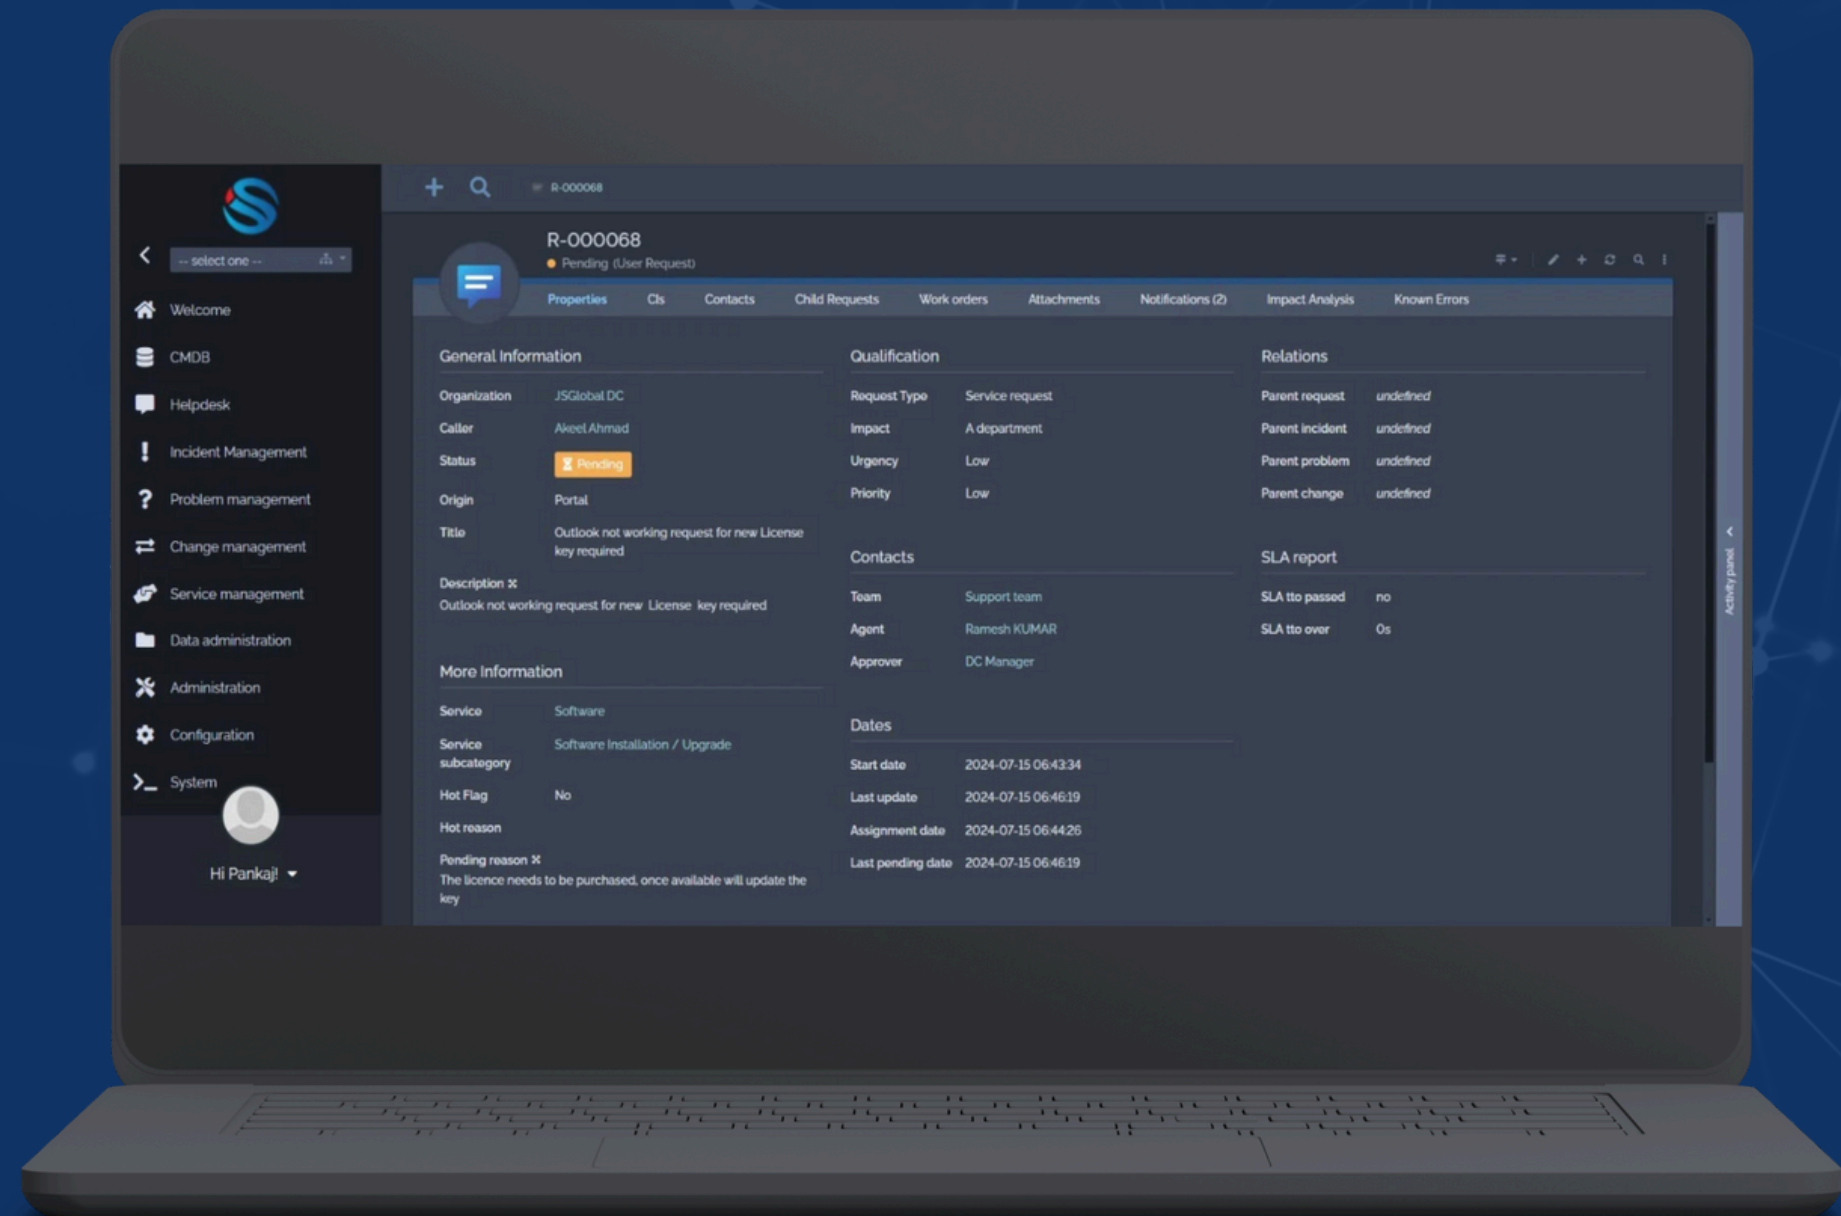 R-000068
-- select one --
Welcome
CMDB
Helpdesk
Incident Management
Problem management
Change management
Service management
Data administration
Administration
Configuration
System
Hi Pankaj!
R-000068
Pending (User Request)
Properties CIs Contacts Child Requests Work orders Attachments Notifications (2) Impact Analysis Known Errors
General Information
Organization JSGlobal DC
Caller Akeel Ahmad
Status Pending
Origin Portal
Title Outlook not working request for new License
key required
Description
Outlook not working request for new License key required
More Information
Service Software
Service Software Installation / Upgrade
subcategory
Hot Flag No
Hot reason
Pending reason
The licence needs to be purchased, once available will update the
key
Qualification
Request Type Service request
Impact A department
Urgency Low
Priority Low
Contacts
Team Support team
Agent Ramesh KUMAR
Approver DC Manager
Dates
Start date 2024-07-15 06:43:34
Last update 2024-07-15 06:46:19
Assignment date 2024-07-15 06:44:26
Last pending date 2024-07-15 06:46:19
Relations
Parent request undefined
Parent incident undefined
Parent problem undefined
Parent change undefined
SLA report
SLA tto passed no
SLA tto over 0s
Activity panel